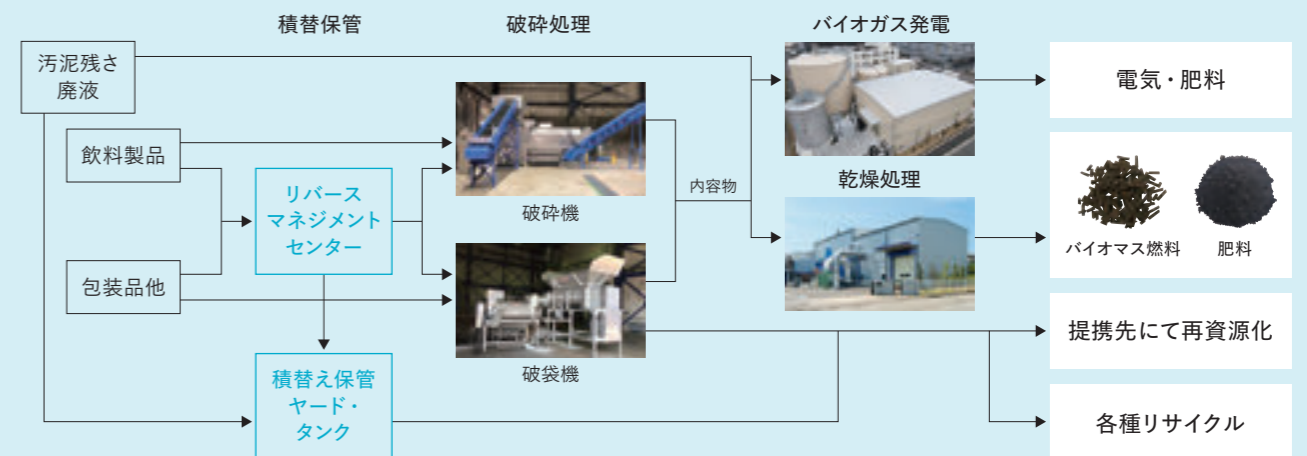 積替保管
破砕処理
バイオガス発電
汚泥残さ
廃液
電気・肥料
飲料製品
リバース
マネジメント
センター
破砕機
内容物
乾燥処理
バイオマス燃料
肥料
包装品他
提携先にて再資源化
破袋機
積替え保管
ヤード・
タンク
各種リサイクル